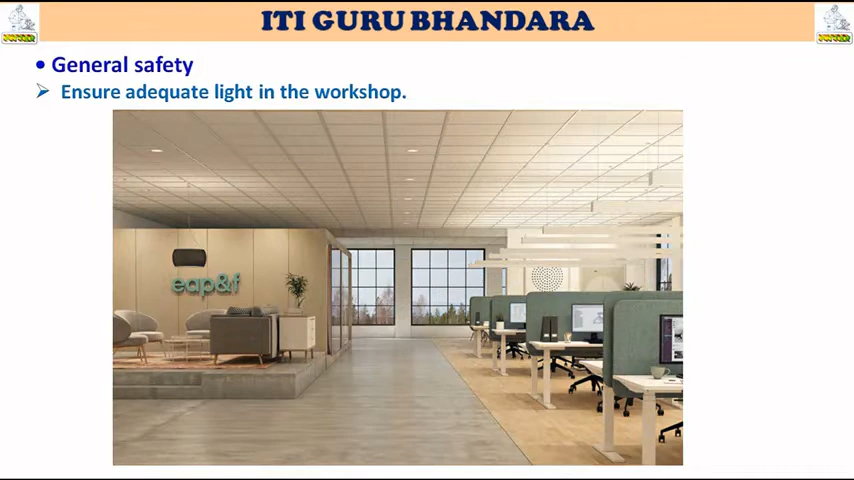 ITI GURU BHANDARA
• General safety
➢ Ensure adequate light in the workshop.
eap&f